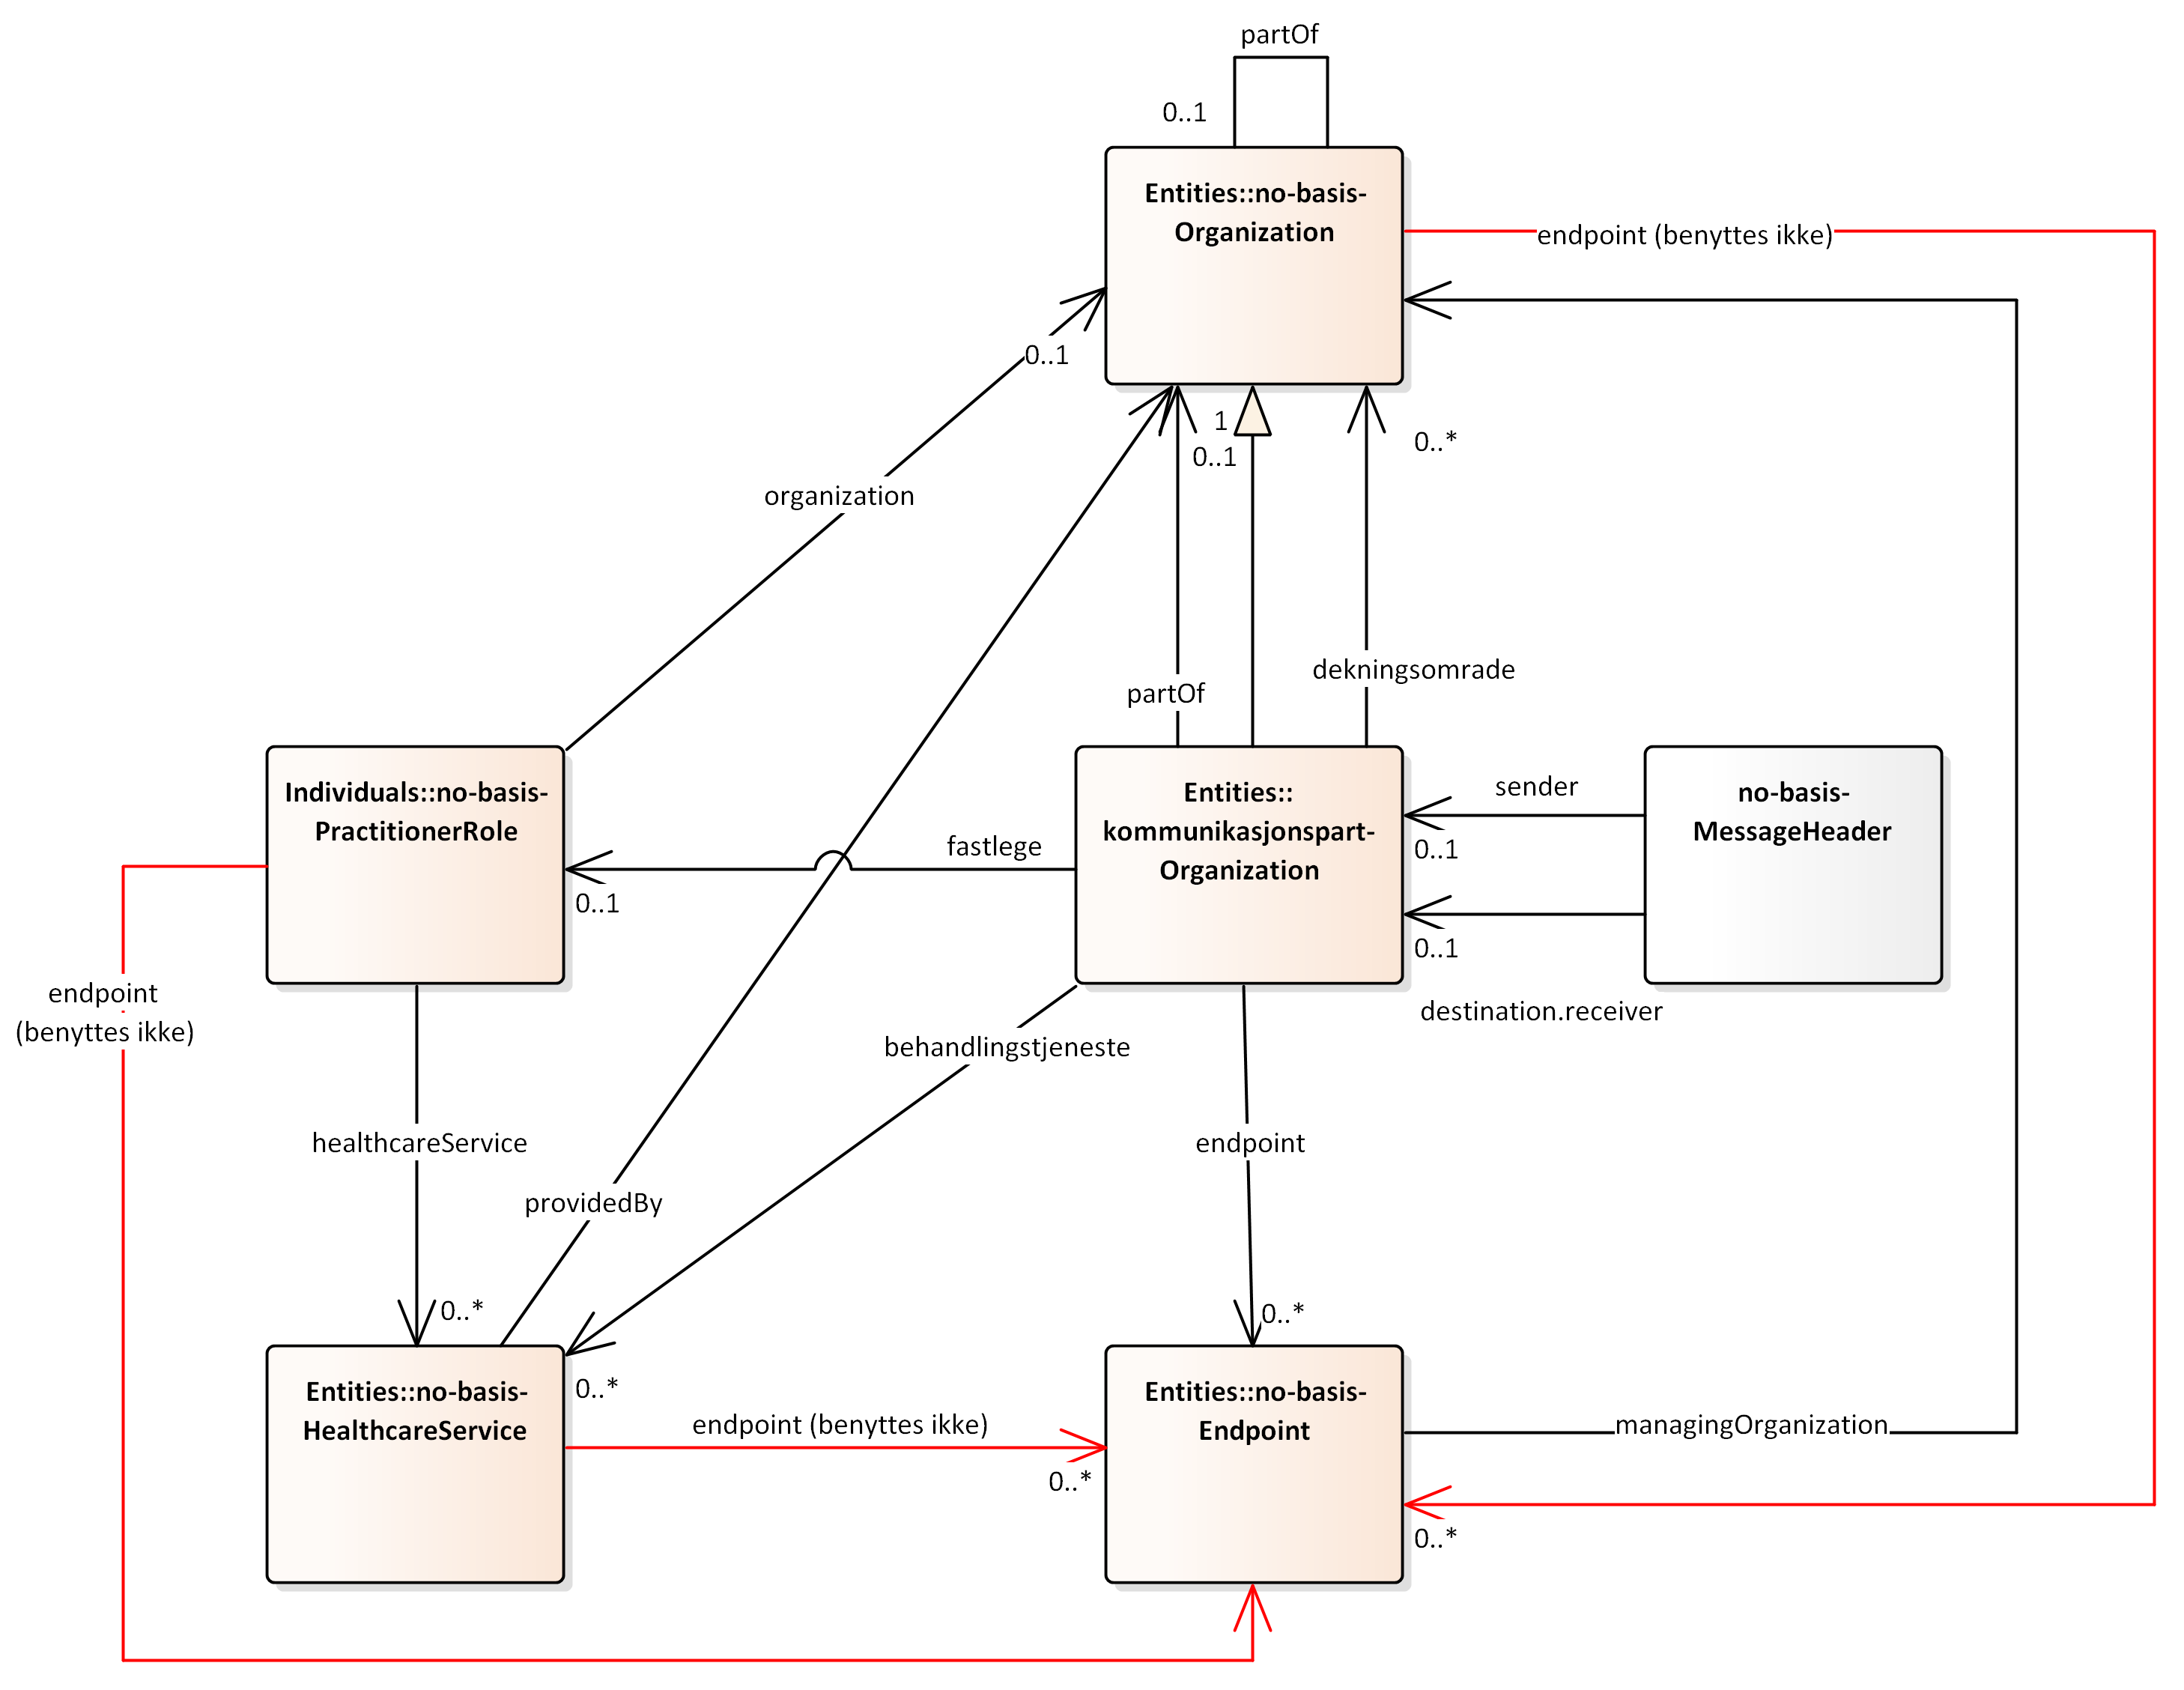 partOf
0..1
Entities::no-basis-
Organization
endpoint (benyttes ikke)
0..1
1
0..1
0..*
organization
dekningsomrade
partOf
Individuals::no-basis-
PractitionerRole
Entities::
kommunikasjonspart-
Organization
no-basis-
MessageHeader
sender
0..1
fastlege
0..1
0..1
destination.receiver
endpoint
(benyttes ikke)
behandlingstjeneste
healthcareService
endpoint
providedBy
0..*
0..*
Entities::no-basis-
HealthcareService
0..*
endpoint (benyttes ikke)
0..*
Entities::no-basis-
Endpoint
managingOrganization
0..*